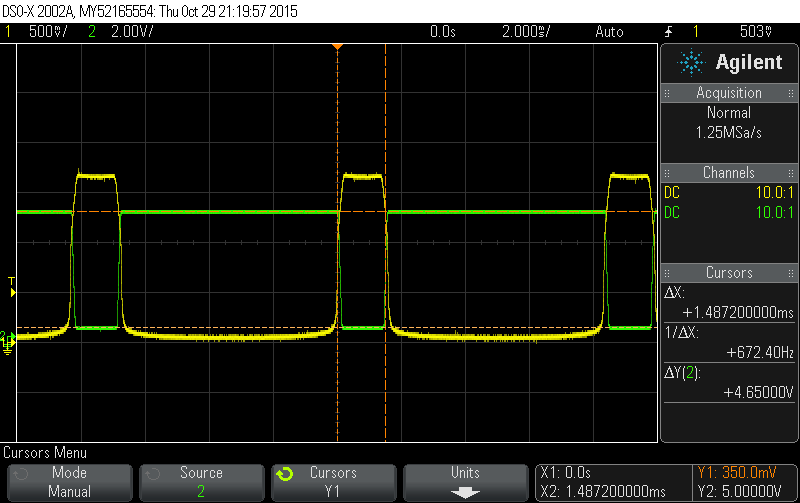 DSO-X 2002A, MY52165554: Thu Oct 29 21:19:57 2015
1 500mV/ 2 2.00V/ 0.0s 2.000ms/ Auto 1 503mV
Agilent
Acquisition
Normal
1.25MSa/s
Channels
DC 10.0:1
DC 10.0:1
Cursors
ΔX:
+1.487200000ms
1/ΔX:
+672.40Hz
ΔY(2):
+4.65000V
T
2
Cursors Menu
Mode
Manual
Source
2
Cursors
Y1
Units
X1: 0.0s
X2: 1.487200000ms
Y1: 350.0mV
Y2: 5.00000V